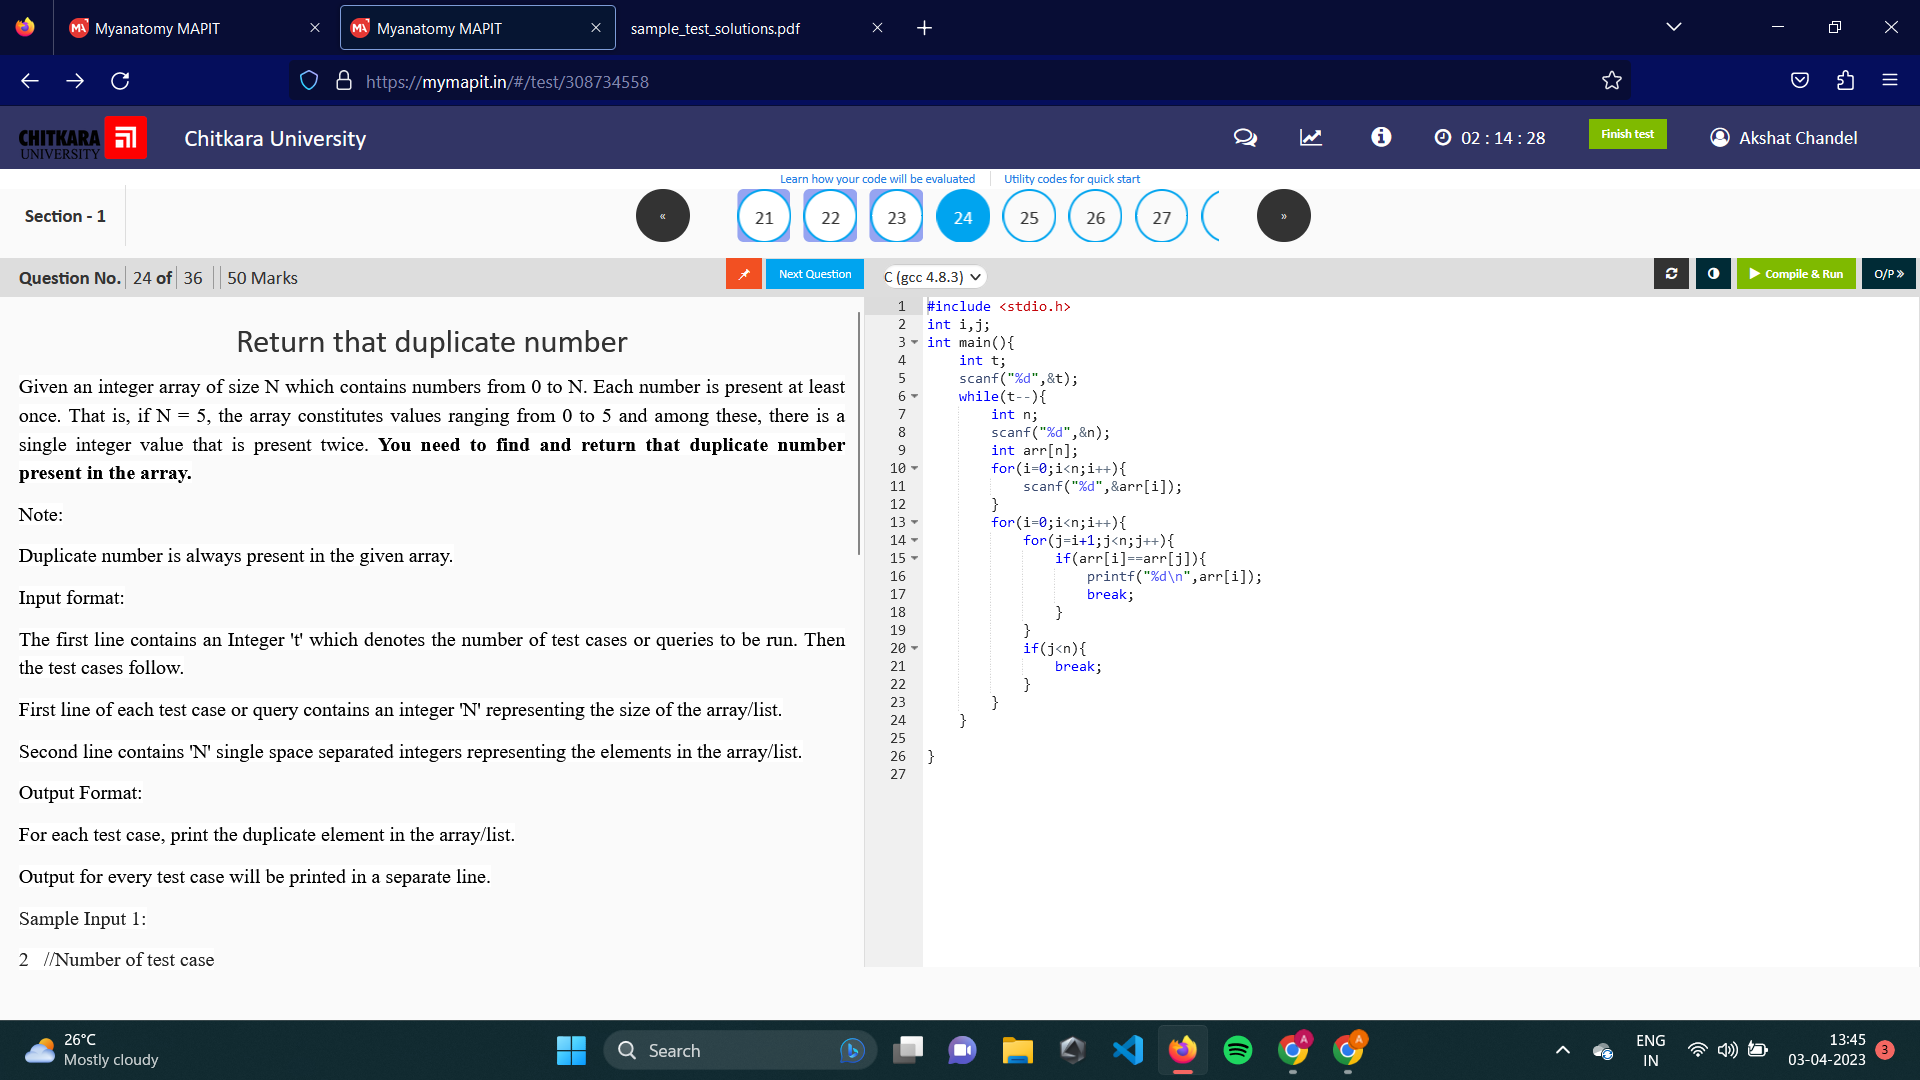 Myanatomy MAPIT
Myanatomy MAPIT
sample_test_solutions.pdf
https://mymapit.in/#/test/308734558
CHITKARA
UNIVERSITY
Chitkara University
02 : 14 : 28
Finish test
Akshat Chandel
Learn how your code will be evaluated
Utility codes for quick start
Section - 1
«
21
22
23
24
25
26
27
»
Question No. 24 of 36 50 Marks
Next Question
C (gcc 4.8.3)
Compile & Run
O/P »
Return that duplicate number
Given an integer array of size N which contains numbers from 0 to N. Each number is present at least
once. That is, if N = 5, the array constitutes values ranging from 0 to 5 and among these, there is a
single integer value that is present twice. You need to find and return that duplicate number
present in the array.
Note:
Duplicate number is always present in the given array.
Input format:
The first line contains an Integer 't' which denotes the number of test cases or queries to be run. Then
the test cases follow.
First line of each test case or query contains an integer 'N' representing the size of the array/list.
Second line contains 'N' single space separated integers representing the elements in the array/list.
Output Format:
For each test case, print the duplicate element in the array/list.
Output for every test case will be printed in a separate line.
Sample Input 1:
2 //Number of test case
1 #include <stdio.h>
2 int i,j;
3 int main(){
4 int t;
5 scanf("%d",&t);
6 while(t--){
7 int n;
8 scanf("%d",&n);
9 int arr[n];
10 for(i=0;i<n;i++){
11 scanf("%d",&arr[i]);
12 }
13 for(i=0;i<n;i++){
14 for(j=i+1;j<n;j++){
15 if(arr[i]==arr[j]){
16 printf("%d\n",arr[i]);
17 break;
18 }
19 }
20 if(j<n){
21 break;
22 }
23 }
24 }
25
26 }
27
26°C
Mostly cloudy
Search
A
A
ENG
IN
13:45
03-04-2023
3